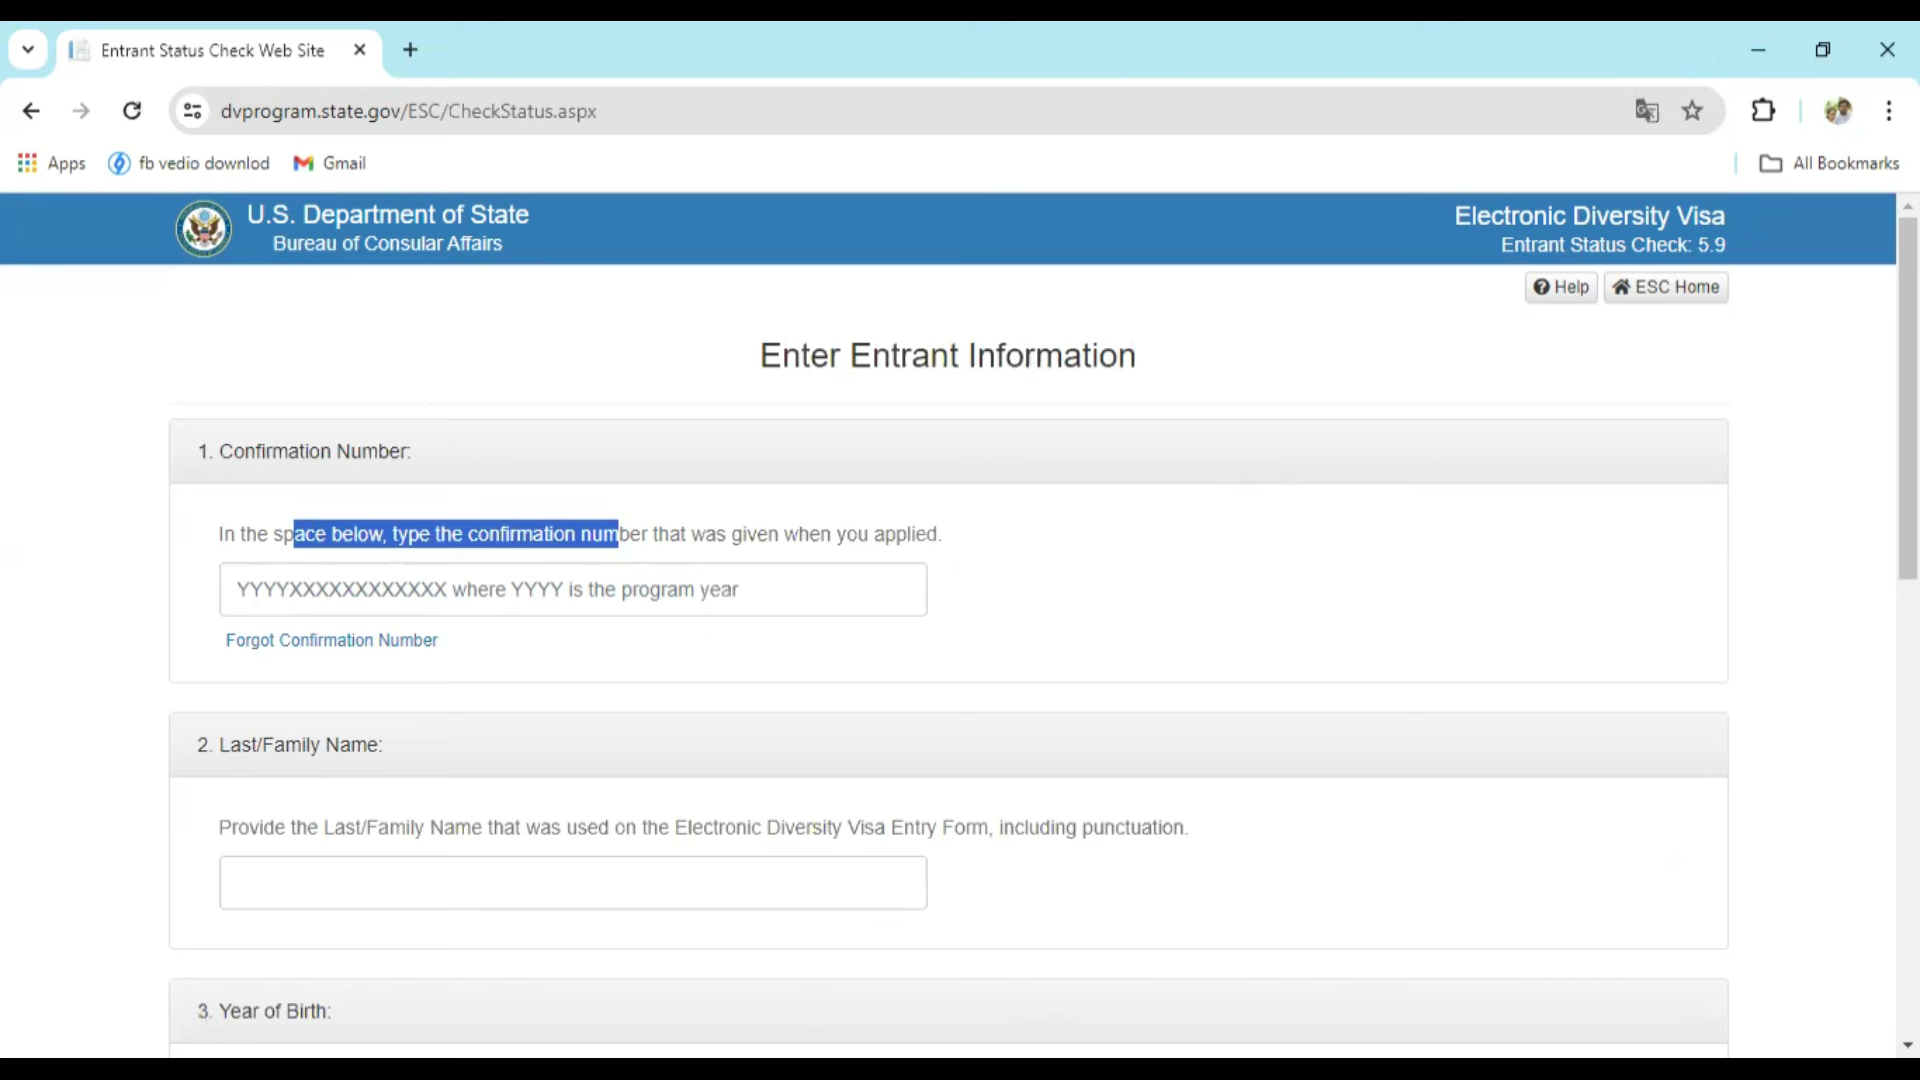 Entrant Status Check Web Site
dvprogram.state.gov/ESC/CheckStatus.aspx
Apps fb vedio downlod Gmail All Bookmarks
U.S. Department of State
Bureau of Consular Affairs
Electronic Diversity Visa
Entrant Status Check: 5.9
Help ESC Home
Enter Entrant Information
1. Confirmation Number:
In the space below, type the confirmation number that was given when you applied.
YYYYXXXXXXXXXXXX where YYYY is the program year
Forgot Confirmation Number
2. Last/Family Name:
Provide the Last/Family Name that was used on the Electronic Diversity Visa Entry Form, including punctuation.
3. Year of Birth: